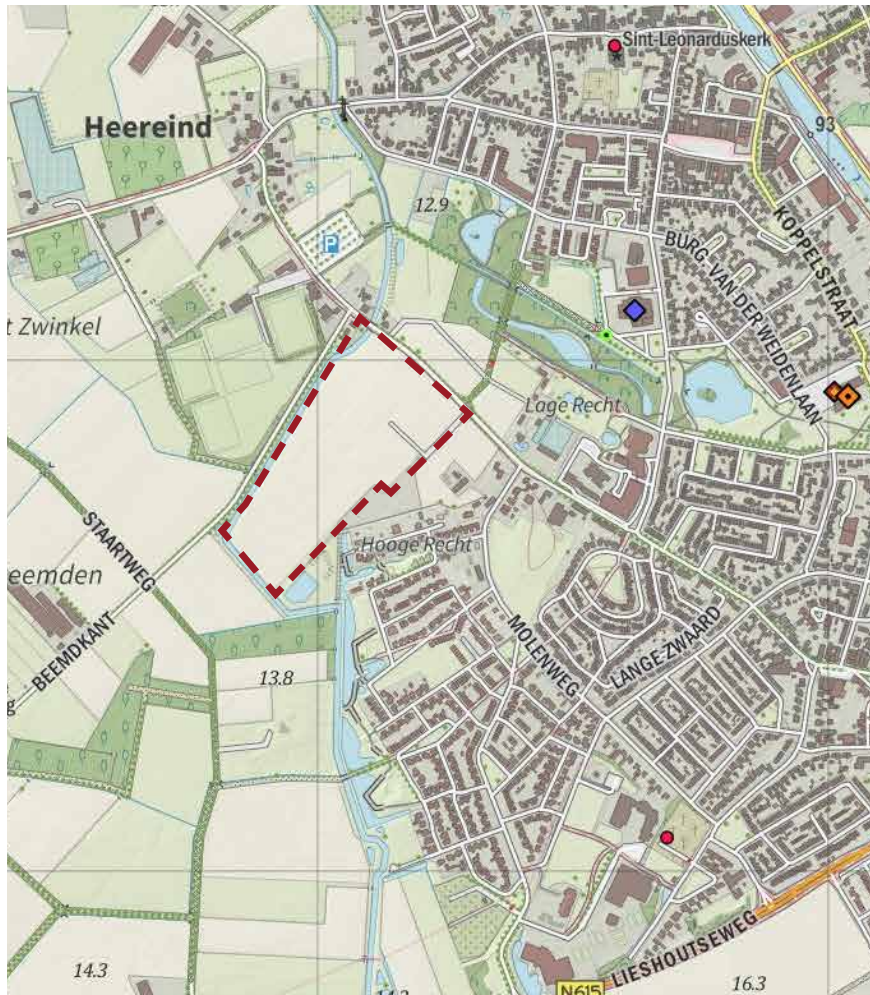 Sint-Leonarduskerk
Heereind
93
12.9
P
KOPPELSTRAAT
BURG. VAN DER WEIDENLAAN
t Zwinkel
Lage Recht
STAARTWEG
Hooge Recht
eemden
BEEMDKANT
MOLENWEG
LANGE ZWAARD
13.8
g
LIESHOUTSEWEG
14.3
16.3
N615